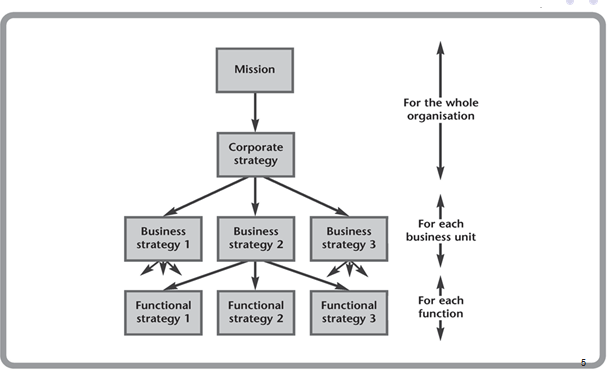 Mission
For the whole
organisation
Corporate
strategy
Business
strategy 1
Business
strategy 2
Business
strategy 3
For each
business unit
Functional
strategy 1
Functional
strategy 2
Functional
strategy 3
For each
function
5